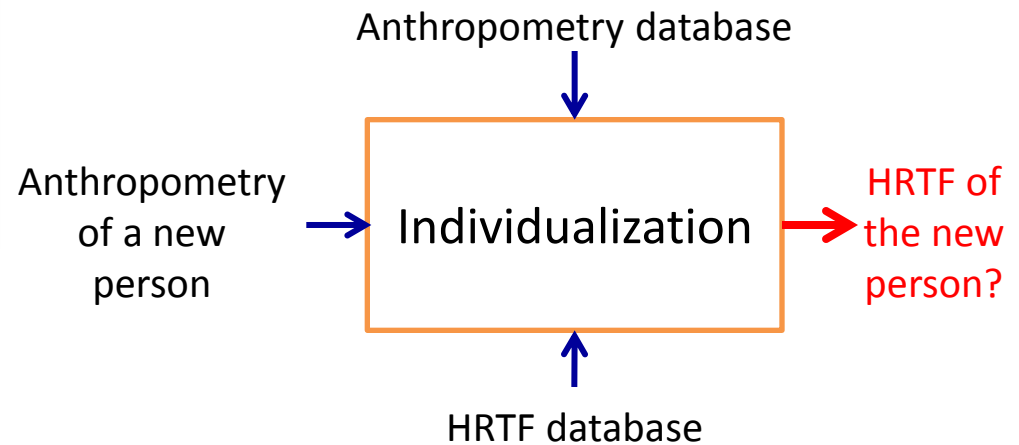 Anthropometry database
Anthropometry
of a new
person
Individualization
HRTF of
the new
person?
HRTF database